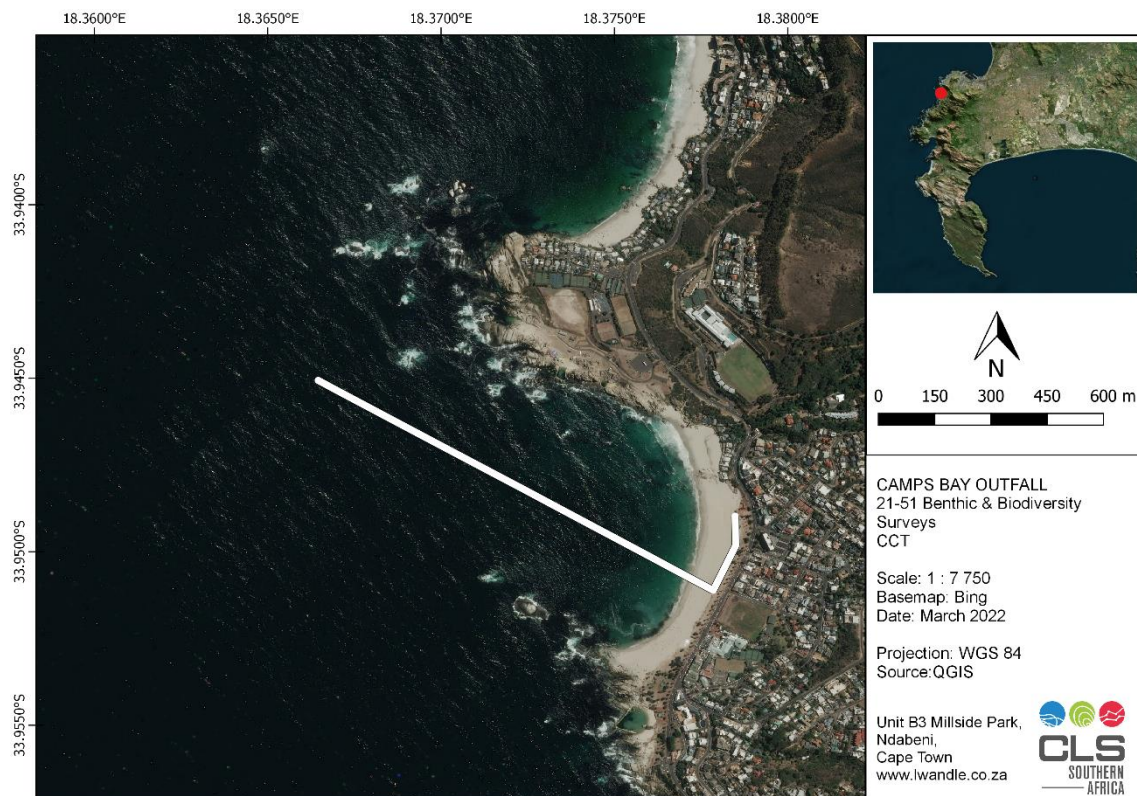 18.3600°E 18.3650°E 18.3700°E 18.3750°E 18.3800°E
33.9400°S
33.9450°S
33.9500°S
33.9550°S
N
0 150 300 450 600 m
CAMPS BAY OUTFALL
21-51 Benthic & Biodiversity
Surveys
CCT
Scale: 1 : 7 750
Basemap: Bing
Date: March 2022
Projection: WGS 84
Source:QGIS
Unit B3 Millside Park,
Ndabeni,
Cape Town
www.lwandle.co.za
CLS
SOUTHERN
AFRICA